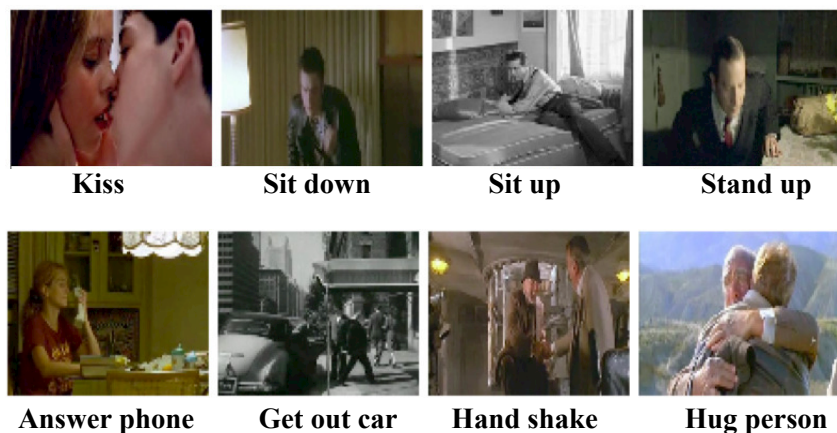 Kiss
Sit down
Sit up
Stand up
Answer phone
Get out car
Hand shake
Hug person